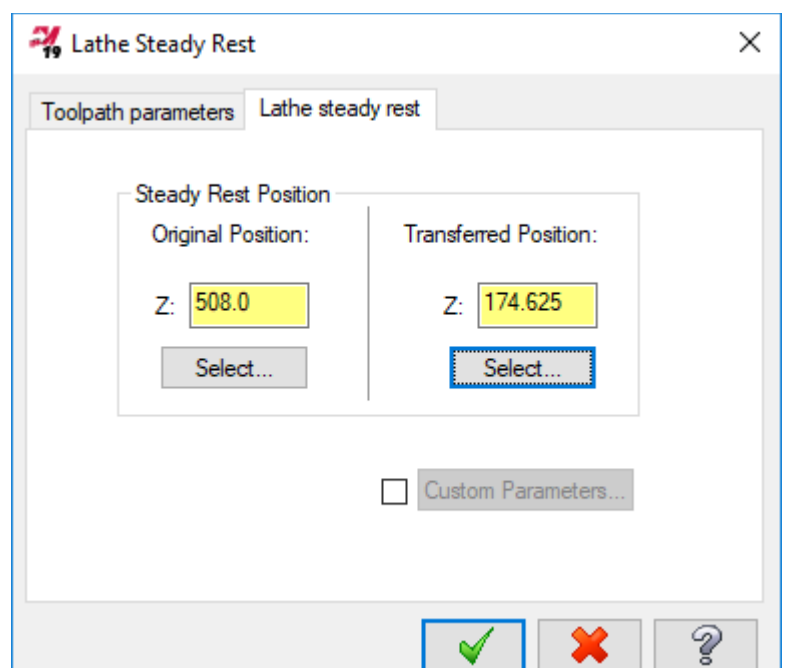 19 Lathe Steady Rest
Toolpath parameters Lathe steady rest
Steady Rest Position
Original Position: Transferred Position:
Z: 508.0 Z: 174.625
Select... Select...
Custom Parameters...